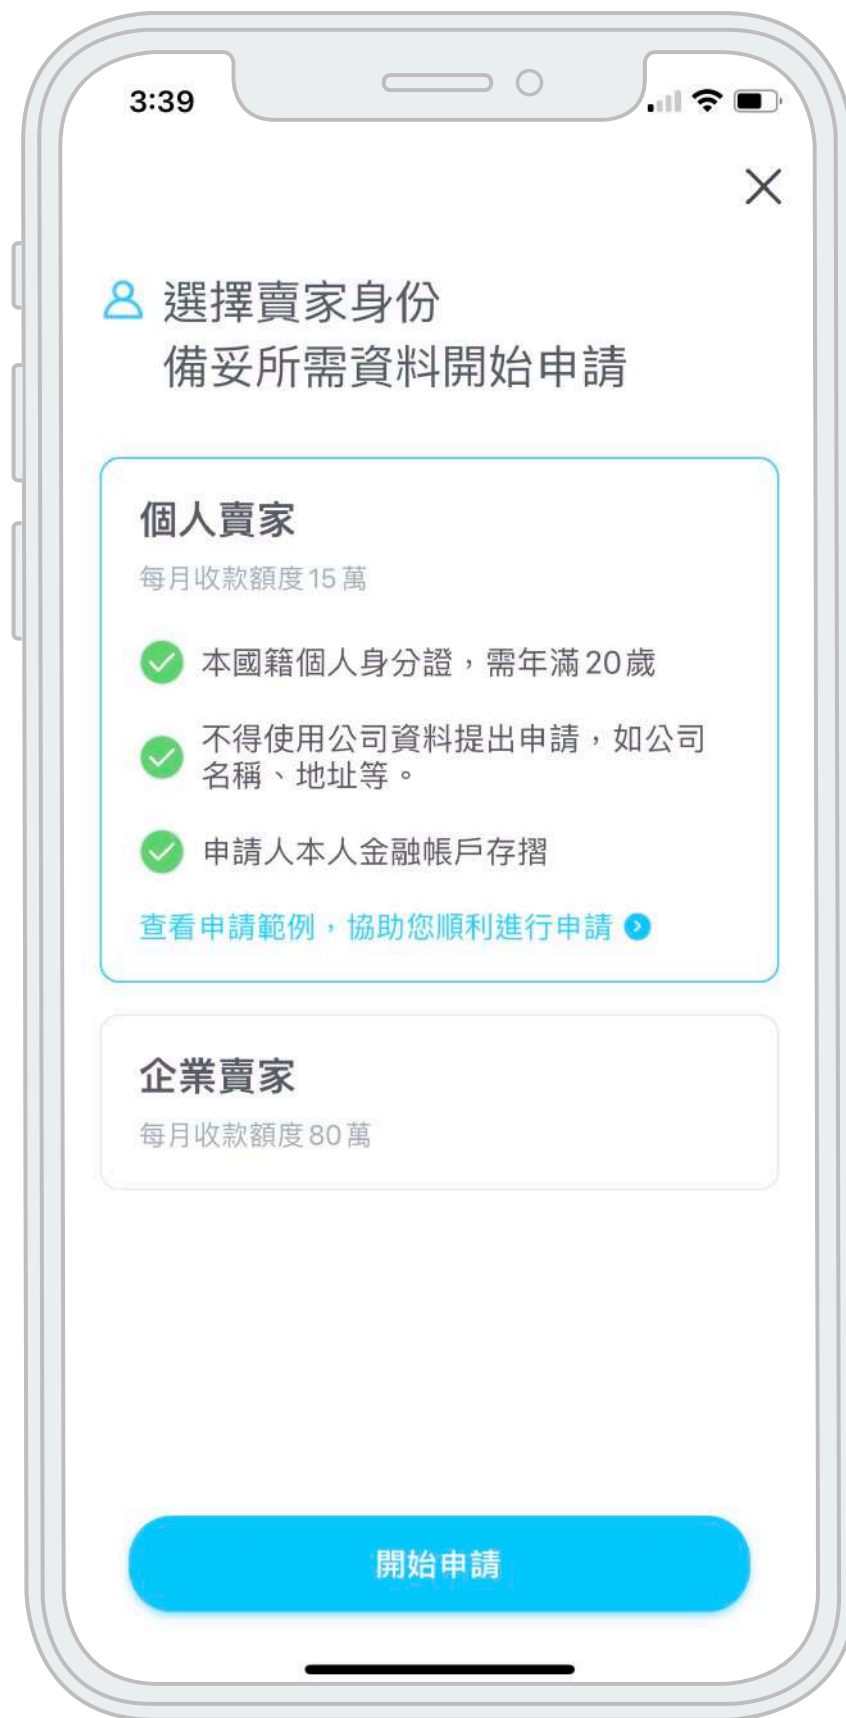 3:39
選擇賣家身份
備妥所需資料開始申請
個人賣家
每月收款額度15萬
本國籍個人身分證，需年滿20歲
不得使用公司資料提出申請，如公司
名稱、地址等。
申請人本人金融帳戶存摺
查看申請範例，協助您順利進行申請
企業賣家
每月收款額度80萬
開始申請